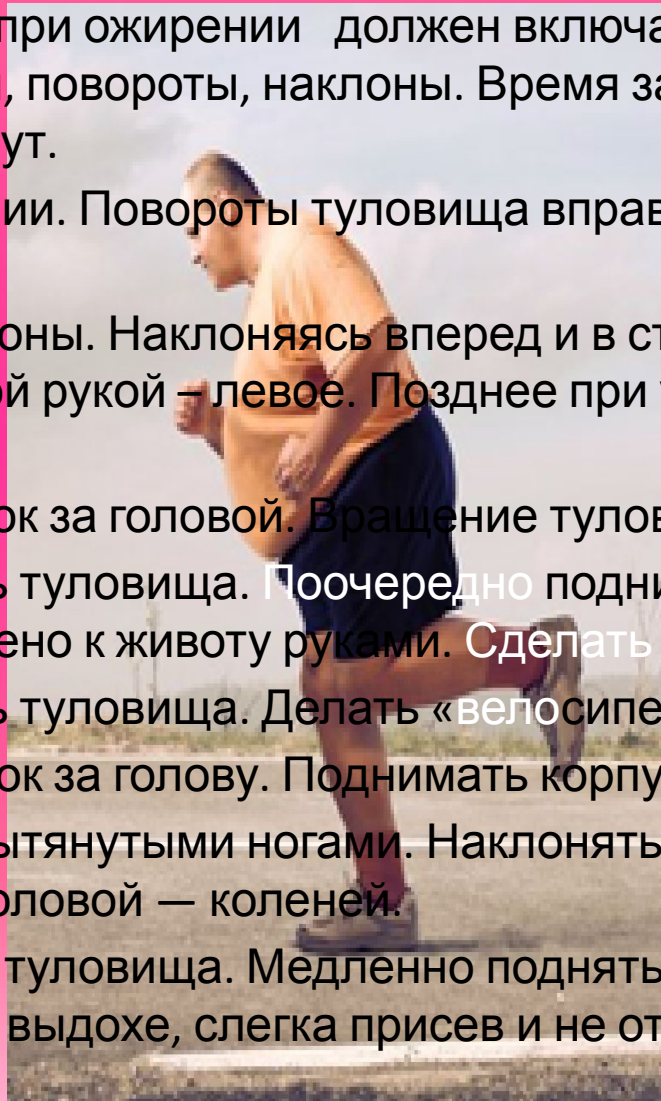 при ожирении должен включа
, повороты, наклоны. Время за
ут.
ии. Повороты туловища вправ
оны. Наклоняясь вперед и в ст
ой рукой – левое. Позднее при
ок за головой. Вращение тулов
ь туловища. Поочередно подни
ено к животу руками. Сделать
ь туловища. Делать «велосипе
ок за голову. Поднимать корпу
ытянутыми ногами. Наклонять
оловой — коленей.
туловища. Медленно поднять
выдохе, слегка присев и не от